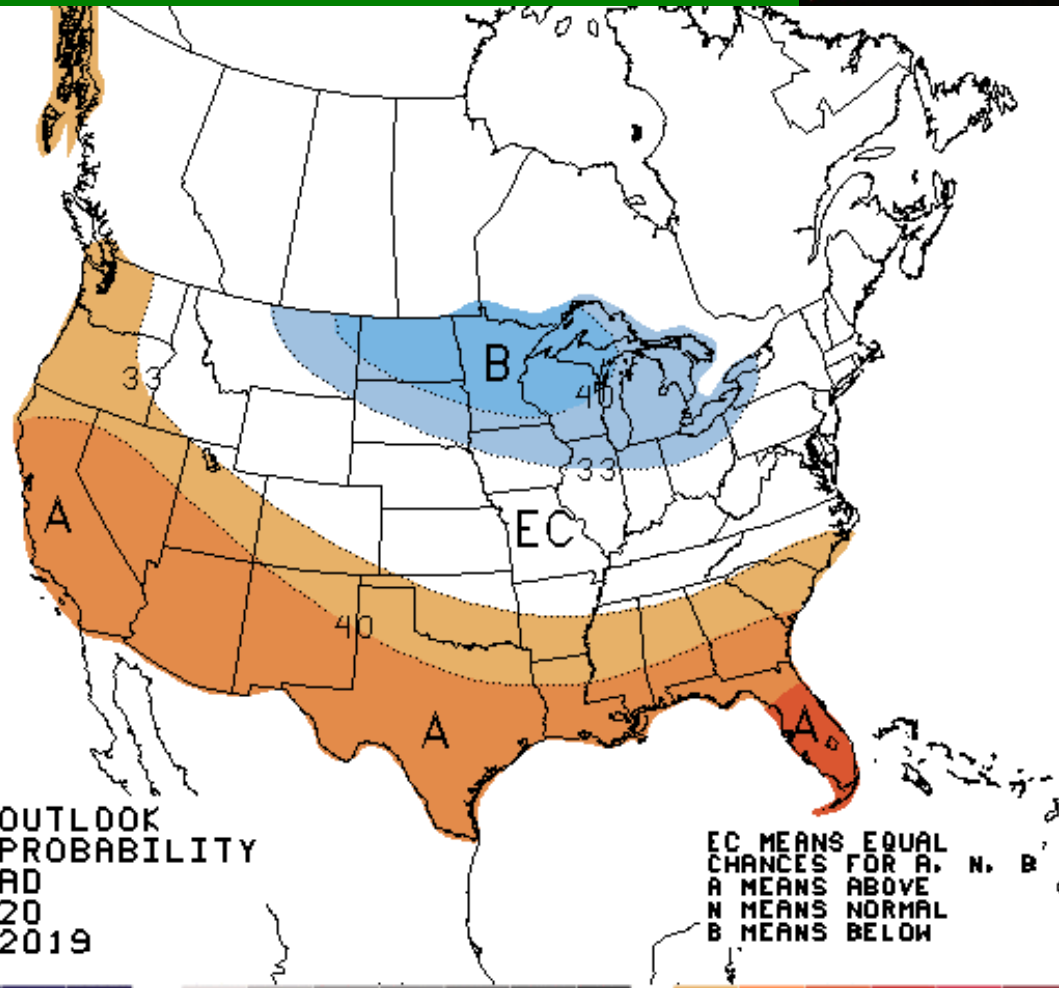 B
33
40
33
A
EC
40
A
A
OUTLOOK
PROBABILITY
AD
20
2019
EC MEANS EQUAL
CHANCES FOR A, N, B
A MEANS ABOVE
N MEANS NORMAL
B MEANS BELOW